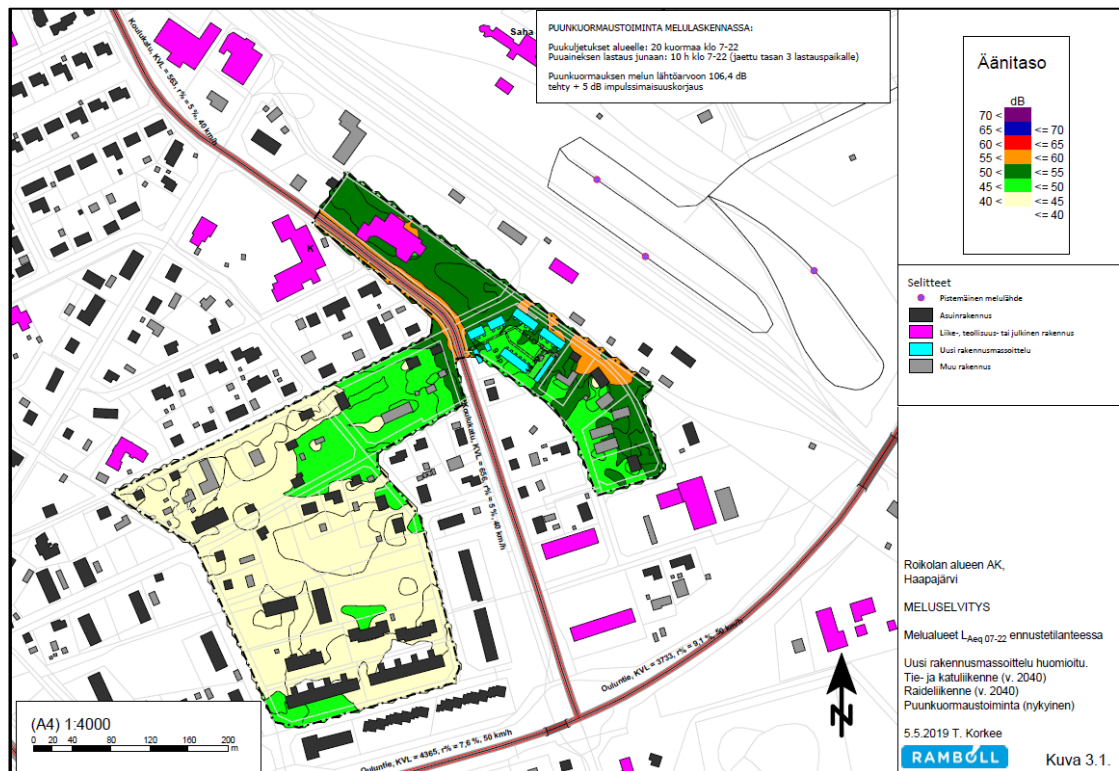 PUUNKUORMAUSTOIMINTA MELULASKENNASSA:
Puukuljetukset alueelle: 20 kuormaa klo 7-22
Puuaineksen lastaus junaan: 10 h klo 7-22 (jaettu tasan 3 lastauspaikalle)
Puunkuormauksen melun lähtöarvoon 106,4 dB
tehty + 5 dB impulssimaisuuskorjaus
Saha
Koulukatu, KVL = 563, r% = 5 %, 40 km/h
K
Koulukatu, KVL = 656, r% = 5 %, 40 km/h
Ouluntie, KVL = 3733, r% = 9,1 %, 50 km/h
Ouluntie, KVL = 4365, r% = 7,6 %, 50 km/h
(A4) 1:4000
0 20 40 80 120 160 200
m
Äänitaso
dB
70 <
65 < <= 70
60 < <= 65
55 < <= 60
50 < <= 55
45 < <= 50
40 < <= 45
<= 40
Selitteet
Pistemäinen melulähde
Asuinrakennus
Liike-, teollisuus- tai julkinen rakennus
Uusi rakennusmassoittelu
Muu rakennus
Roikolan alueen AK,
Haapajärvi
MELUSELVITYS
Melualueet LAeq 07-22 ennustetilanteessa
Uusi rakennusmassoittelu huomioitu.
Tie- ja katuliikenne (v. 2040)
Raideliikenne (v. 2040)
Puunkuormaustoiminta (nykyinen)
N
5.5.2019 T. Korkee
RAMBOLL
Kuva 3.1.